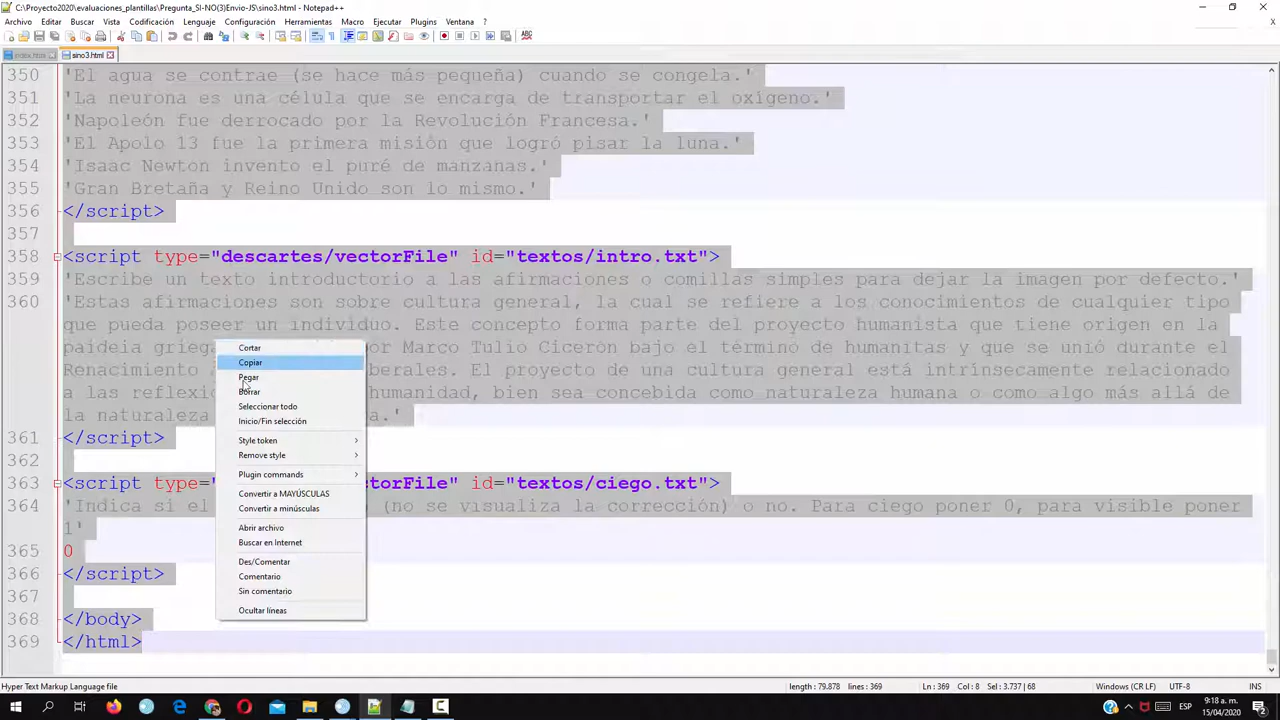 C:\Proyecto2020\evaluaciones_plantillas\Pregunta_SI-NO(3)Envio-JS\sino3.html - Notepad++
Archivo Editar Buscar Vista Codificación Lenguaje Configuración Herramientas Macro Ejecutar Plugins Ventana ?
index.html sino3.html
350 'El agua se contrae (se hace más pequeña) cuando se congela.'
351 'La neurona es una célula que se encarga de transportar el oxígeno.'
352 'Napoleón fue derrocado por la Revolución Francesa.'
353 'El Apolo 13 fue la primera misión que logró pisar la luna.'
354 'Isaac Newton invento el puré de manzanas.'
355 'Gran Bretaña y Reino Unido son lo mismo.'
356 </script>
357
358 <script type="descartes/vectorFile" id="textos/intro.txt">
359 'Escribe un texto introductorio a las afirmaciones o comillas simples para dejar la imagen por defecto.'
360 'Estas afirmaciones son sobre cultura general, la cual se refiere a los conocimientos de cualquier tipo
que pueda poseer un individuo. Este concepto forma parte del proyecto humanista que tiene origen en la
paideia grieg or Marco Tulio Cicerón bajo el término de humanitas y que se unió durante el
Renacimiento berales. El proyecto de una cultura general está intrínsecamente relacionado
a las reflexi humanidad, bien sea concebida como naturaleza humana o como algo más allá de
la naturaleza a.'
361 </script>
362
363 <script type= ctorFile" id="textos/ciego.txt">
364 'Indica si el ) (no se visualiza la corrección) o no. Para ciego poner 0, para visible poner
1'
365 0
366 </script>
367
368 </body>
369 </html>
Cortar
Copiar
Pegar
Borrar
Seleccionar todo
Inicio/Fin selección
Style token
Remove style
Plugin commands
Convertir a MAYÚSCULAS
Convertir a minúsculas
Abrir archivo
Buscar en Internet
Des/Comentar
Comentario
Sin comentario
Ocultar líneas
Hyper Text Markup Language file length : 79.878 lines : 369 Ln : 369 Col : 8 Sel : 3.737 | 68 Windows (CR LF) UTF-8 INS
ESP 9:18 a. m.
15/04/2020